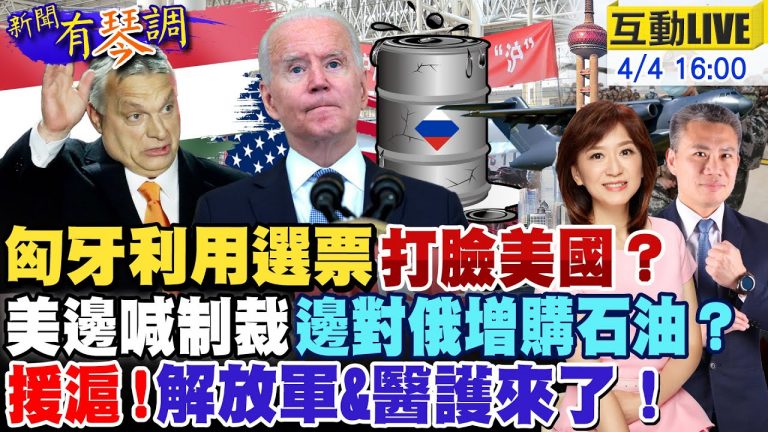 新聞
有琴調
互動LIVE
4/4 16:00
"減"
匈牙利用選票打臉美國？
美邊喊制裁邊對俄增購石油？
援滬！解放軍&醫護來了！